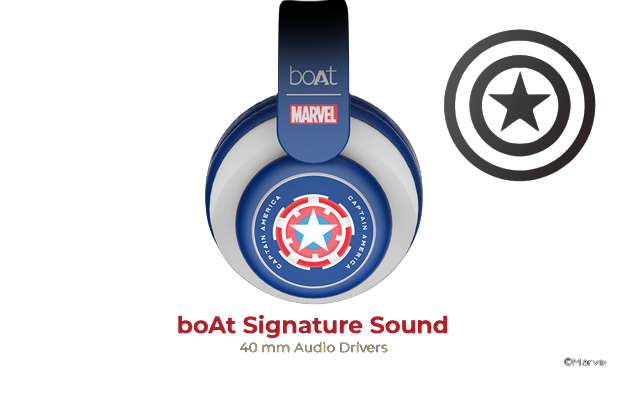 boAt
MARVEL
CAPTAIN AMERICA
CAPTAIN AMERICA
boAt Signature Sound
40 mm Audio Drivers
©Marvel